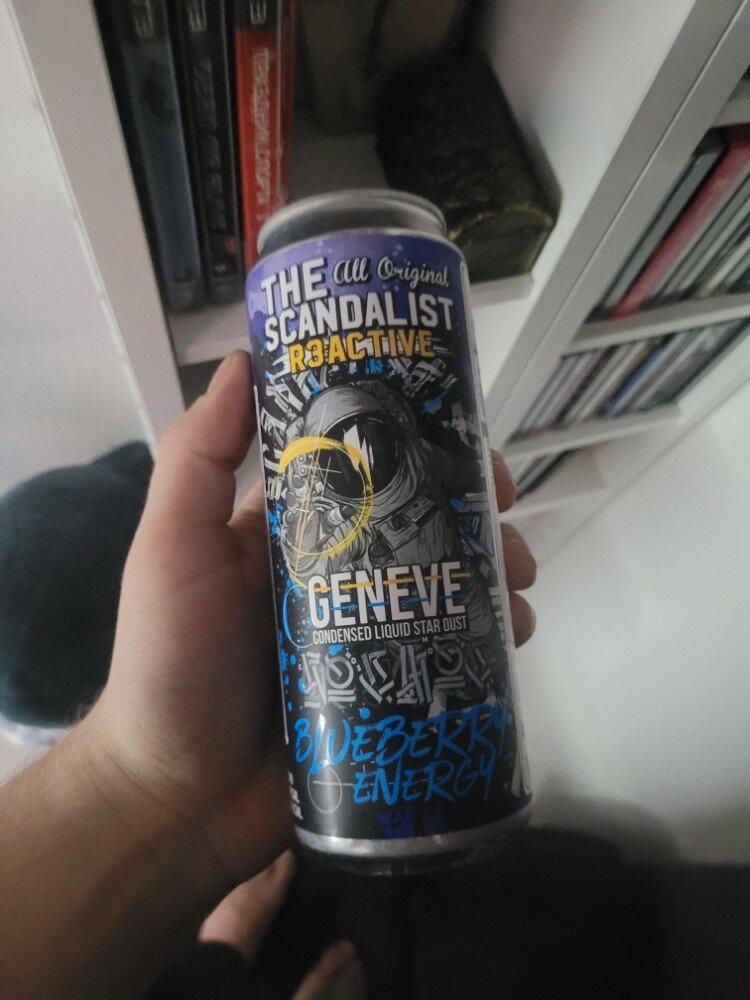 THE All Original
SCANDALIST
R3ACTIVE
GENEVE
CONDENSED LIQUID STAR DUST
BLUEBERRY
ENERGY